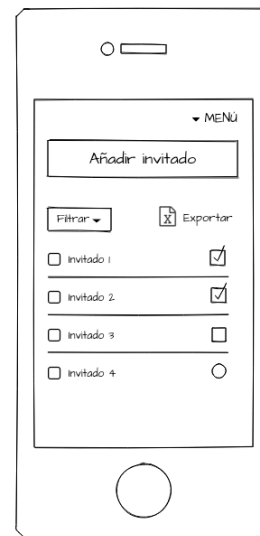 MENÚ
Añadir invitado
Filtrar
X Exportar
Invitado 1
Invitado 2
Invitado 3
Invitado 4